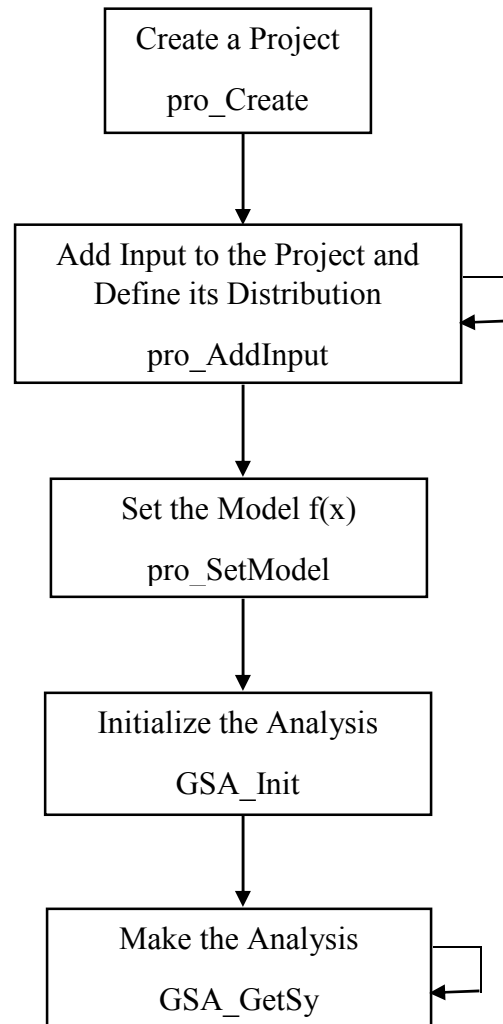 Create a Project
pro_Create
Add Input to the Project and
Define its Distribution
pro_AddInput
Set the Model f(x)
pro_SetModel
Initialize the Analysis
GSA_Init
Make the Analysis
GSA_GetSy